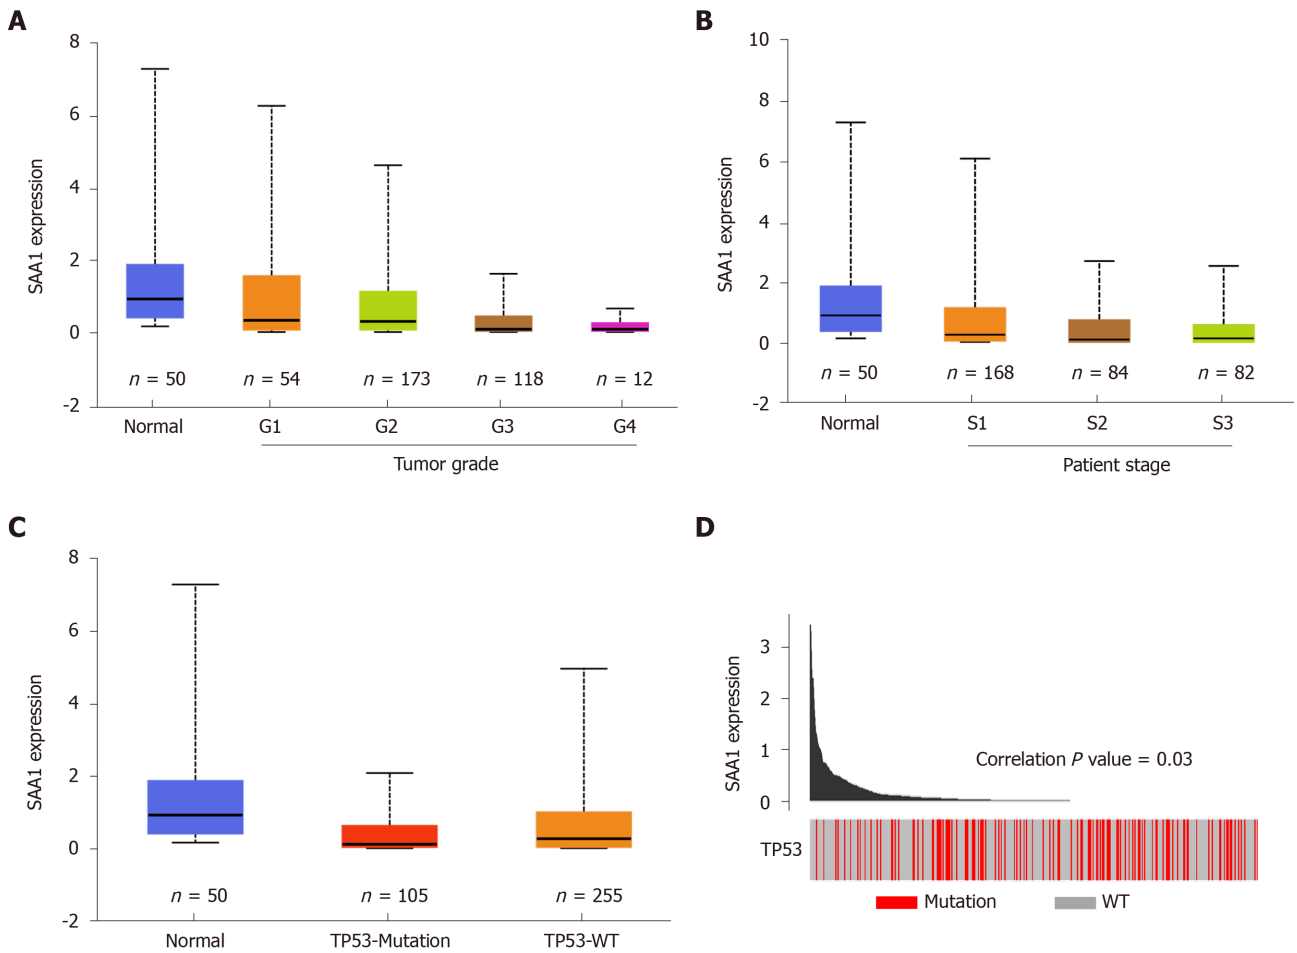 A
8
6
4
2
0
-2
SAA1 expression
n = 50
n = 54
n = 173
n = 118
n = 12
Normal
G1
G2
G3
G4
Tumor grade
B
10
8
6
4
2
0
-2
SAA1 expression
n = 50
n = 168
n = 84
n = 82
Normal
S1
S2
S3
Patient stage
C
8
6
4
2
0
-2
SAA1 expression
n = 50
n = 105
n = 255
Normal
TP53-Mutation
TP53-WT
D
3
2
1
0
SAA1 expression
Correlation P value = 0.03
TP53
Mutation
WT